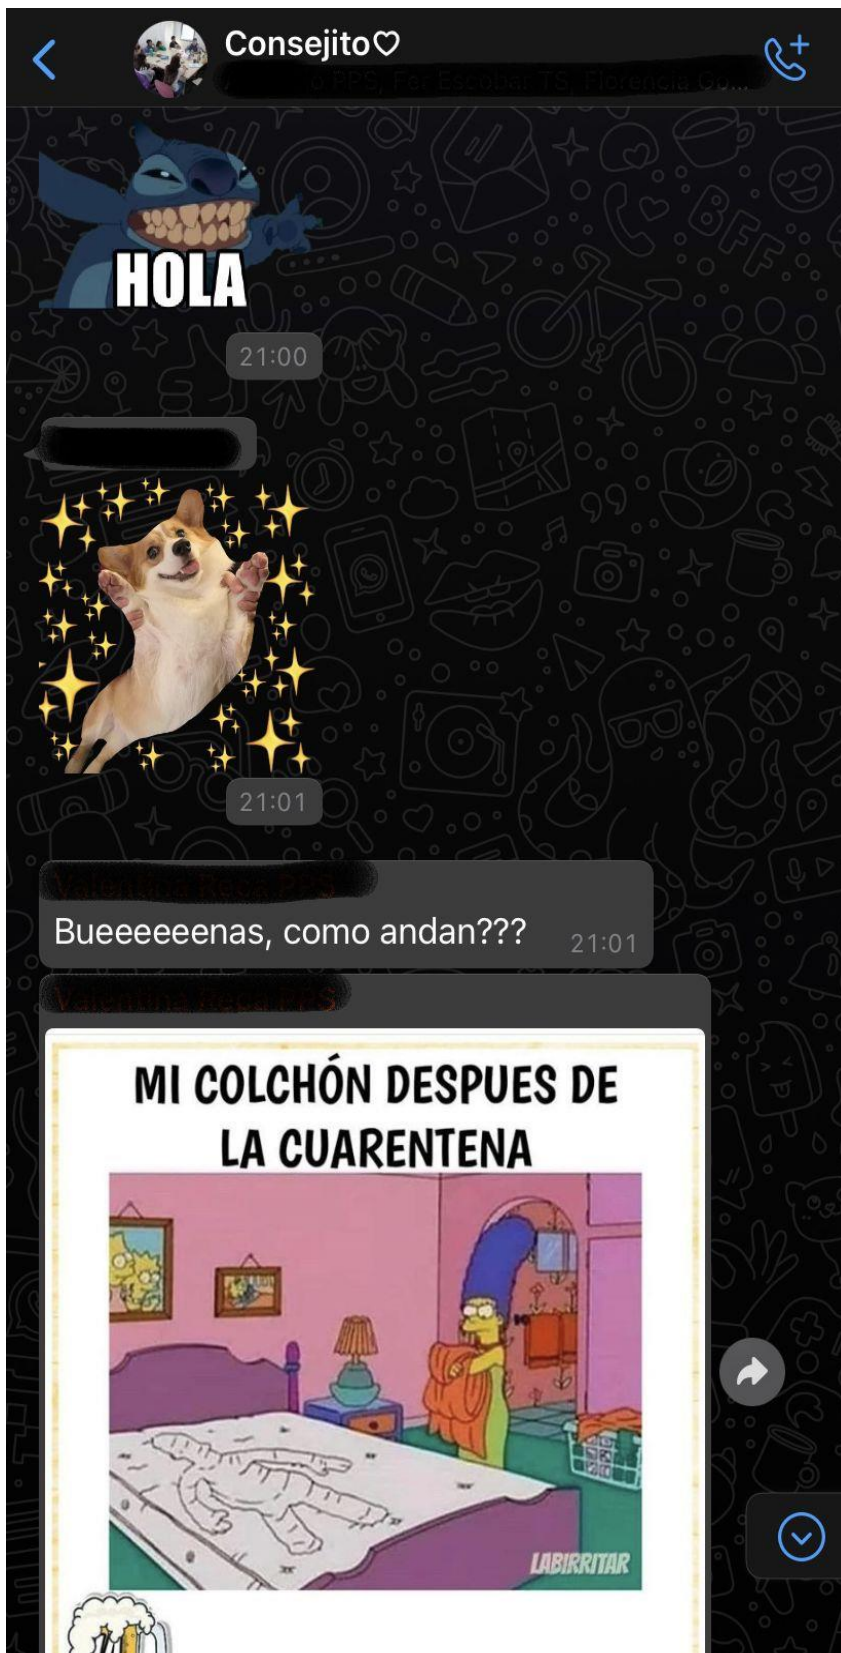 Consejito♡
HOLA
21:00
21:01
Bueeeeeenas, como andan???
21:01
MI COLCHÓN DESPUES DE
LA CUARENTENA
LABIRRITAR